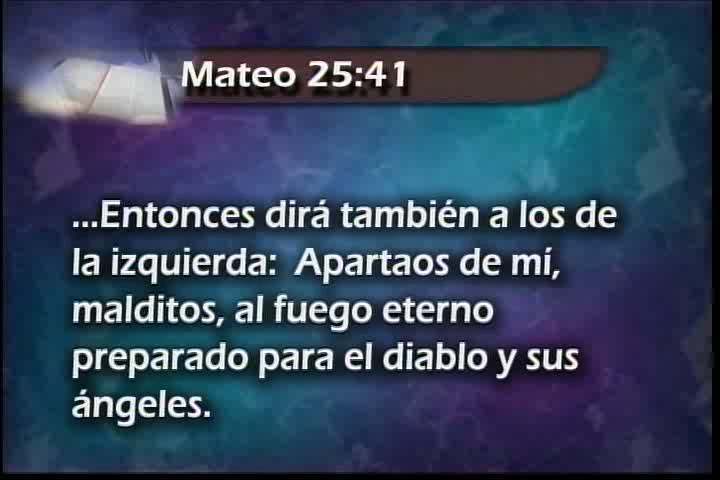 Mateo 25:41
...Entonces dirá también a los de
la izquierda:  Apartaos de mí,
malditos, al fuego eterno
preparado para el diablo y sus
ángeles.